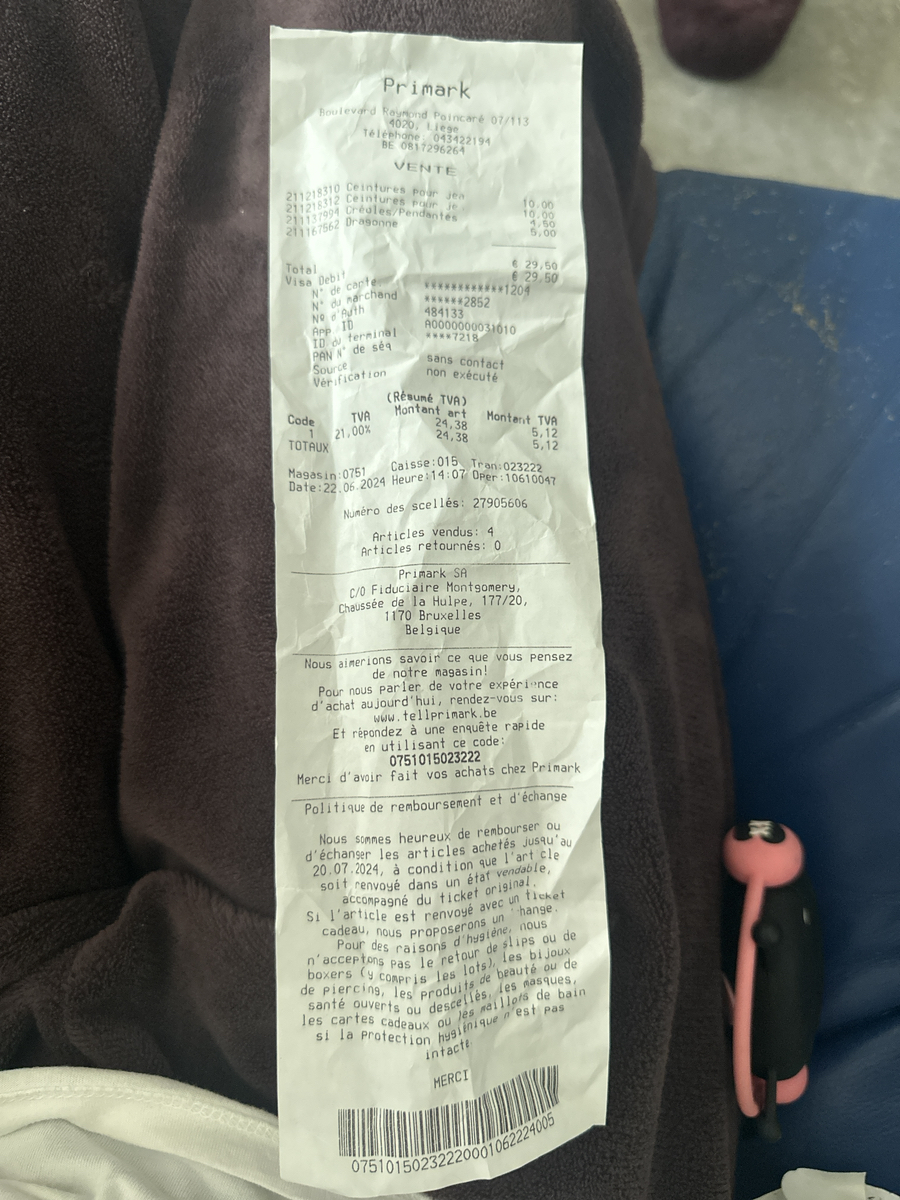 Primark
Boulevard Raymond Poincaré 07/113
4020, Liège
Téléphone: 043422194
BE 0817296264
VENTE
211218310 Ceintures pour jea 10,00
211218312 Ceintures pour je 10,00
211137994 Créoles/Pendantes 4,50
211167562 Dragonne 5,00
Total € 29,50
Visa Debit € 29,50
N° de carte: ************1204
N° du marchand ******2852
Nº d'Auth 484133
App ID A0000000031010
ID du terminal ****7218
PAN N° de séq
Source sans contact
Vérification non exécuté
(Résumé TVA)
Code TVA Montant art Montant TVA
1 21,00% 24,38 5,12
TOTAUX 24,38 5,12
Magasin:0751 Caisse:015 Tran:023222
Date:22.06.2024 Heure:14:07 Oper:10610047
Numéro des scellés: 27905606
Articles vendus: 4
Articles retournés: 0
Primark SA
C/O Fiduciaire Montgomery,
Chaussée de la Hulpe, 177/20,
1170 Bruxelles
Belgique
Nous aimerions savoir ce que vous pensez
de notre magasin!
Pour nous parler de votre expérience
d'achat aujourd'hui, rendez-vous sur:
www.tellprimark.be
Et répondez à une enquête rapide
en utilisant ce code:
0751015023222
Merci d'avoir fait vos achats chez Primark
Politique de remboursement et d'échange
Nous sommes heureux de rembourser ou
d'échanger les articles achetés jusqu'au
20.07.2024, à condition que l'art cle
soit renvoyé dans un état vendable,
accompagné du ticket original.
Si l'article est renvoyé avec un ticket
cadeau, nous proposerons un hange.
Pour des raisons d'hygiène, nous
n'acceptons pas le retour de slips ou de
boxers (y compris les lots), les bijoux
de piercing, les produits de beauté ou de
santé ouverts ou descellés, les masques,
les cartes cadeaux ou les maillots de bain
si la protection hygiénique n'est pas
intacte
MERCI
075101502322200010622240​05